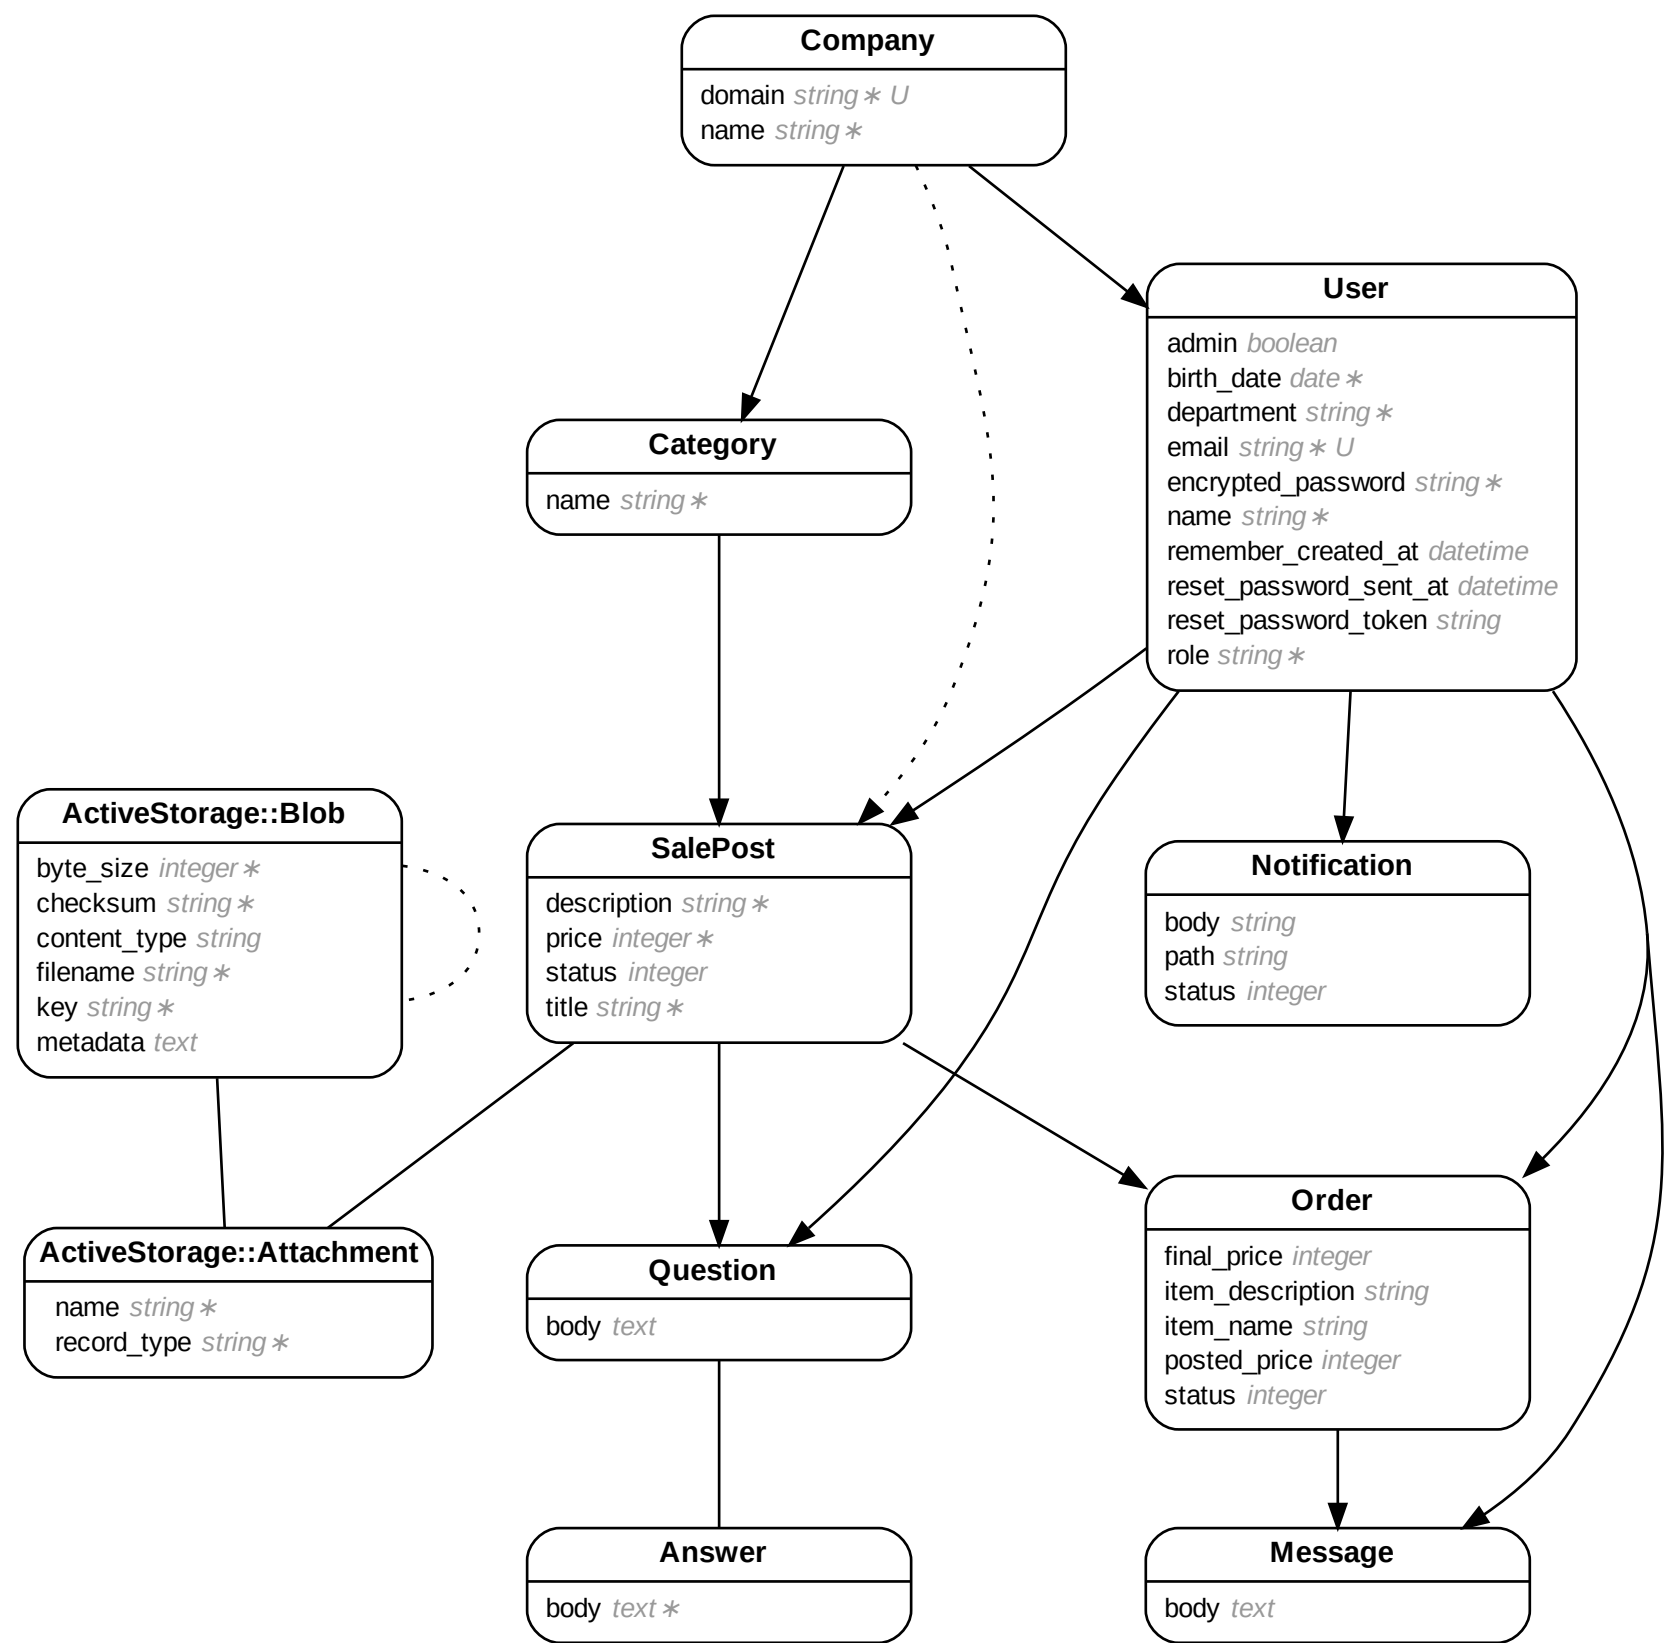 Company
domain string∗ U
name string∗
User
admin boolean
birth_date date∗
department string∗
email string∗ U
encrypted_password string∗
name string∗
remember_created_at datetime
reset_password_sent_at datetime
reset_password_token string
role string∗
Category
name string∗
ActiveStorage::Blob
byte_size integer∗
checksum string∗
content_type string
filename string∗
key string∗
metadata text
SalePost
description string∗
price integer∗
status integer
title string∗
Notification
body string
path string
status integer
ActiveStorage::Attachment
name string∗
record_type string∗
Question
body text
Order
final_price integer
item_description string
item_name string
posted_price integer
status integer
Answer
body text∗
Message
body text